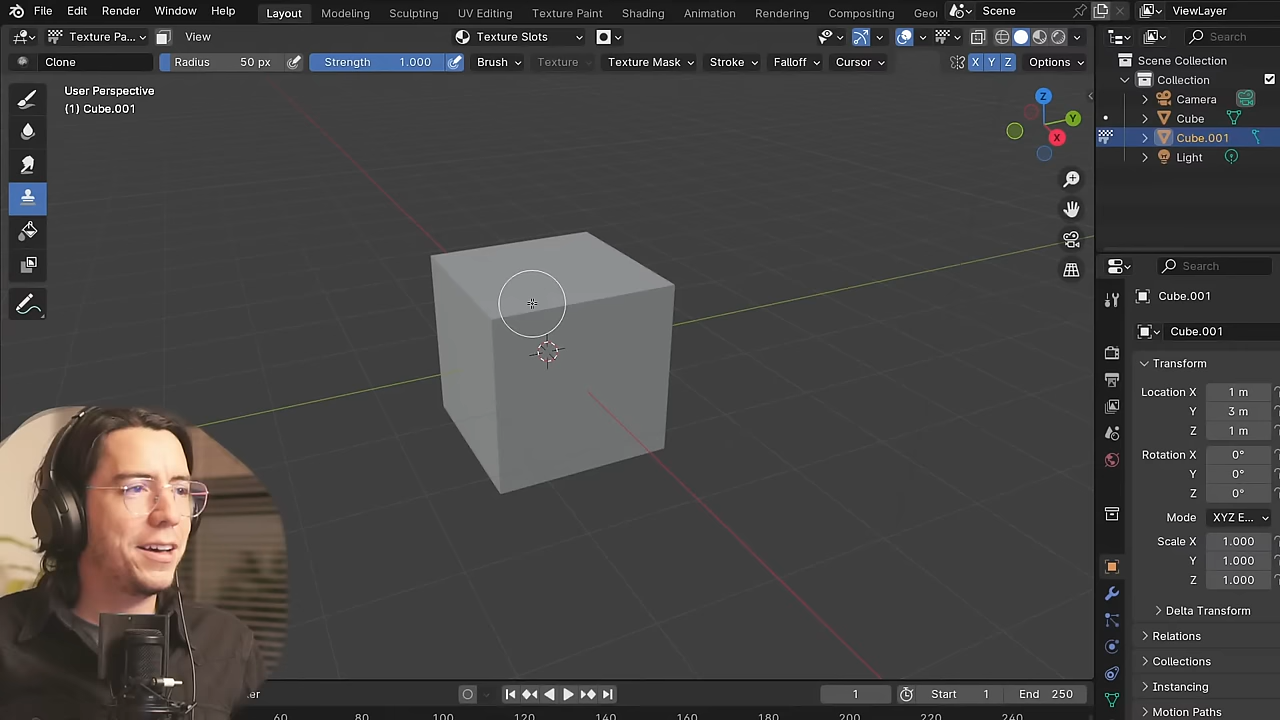 File Edit Render Window Help Layout Modeling Sculpting UV Editing Texture Paint Shading Animation Rendering Compositing Geo Scene ViewLayer
Texture Pa... View Texture Slots Search
Clone Radius 50 px Strength 1.000 Brush Texture Texture Mask Stroke Falloff Cursor X Y Z Options
User Perspective
(1) Cube.001
Z
Y
X
Scene Collection
Collection
Camera
Cube
Cube.001
Light
Search
Cube.001
Cube.001
Transform
Location X 1 m
Y 3 m
Z 1 m
Rotation X 0°
Y 0°
Z 0°
Mode XYZ E...
Scale X 1.000
Y 1.000
Z 1.000
Delta Transform
Relations
Collections
Instancing
Motion Paths
1 Start 1 End 250
60 80 100 120 140 160 180 200 220 240